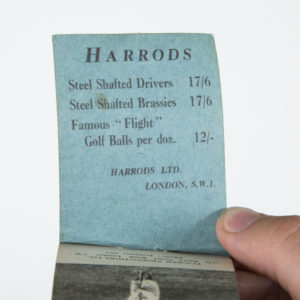 HARRODS
Steel Shafted Drivers 17/6
Steel Shafted Brassies 17/6
Famous "Flight"
Golf Balls per doz. 12/-
HARRODS LTD.
LONDON, S.W.1.